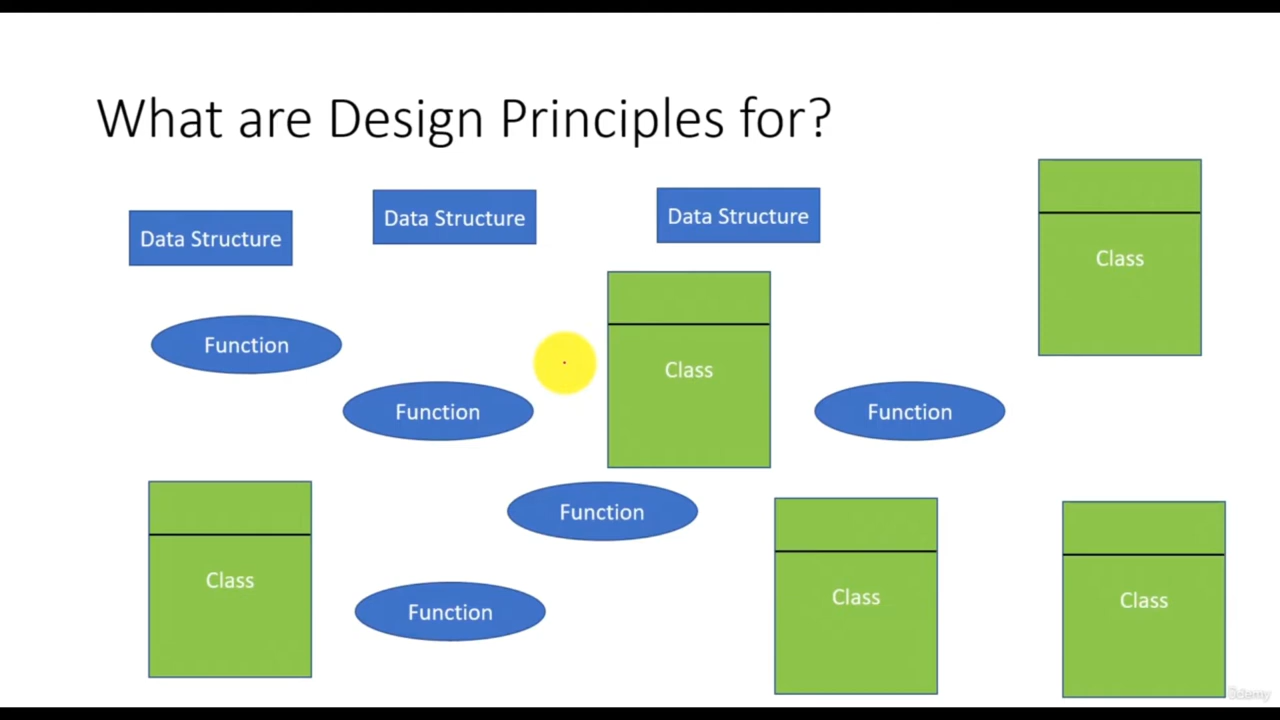 What are Design Principles for?
Data Structure
Data Structure
Data Structure
Class
Function
Class
Function
Function
Function
Class
Class
Class
Function
Udemy